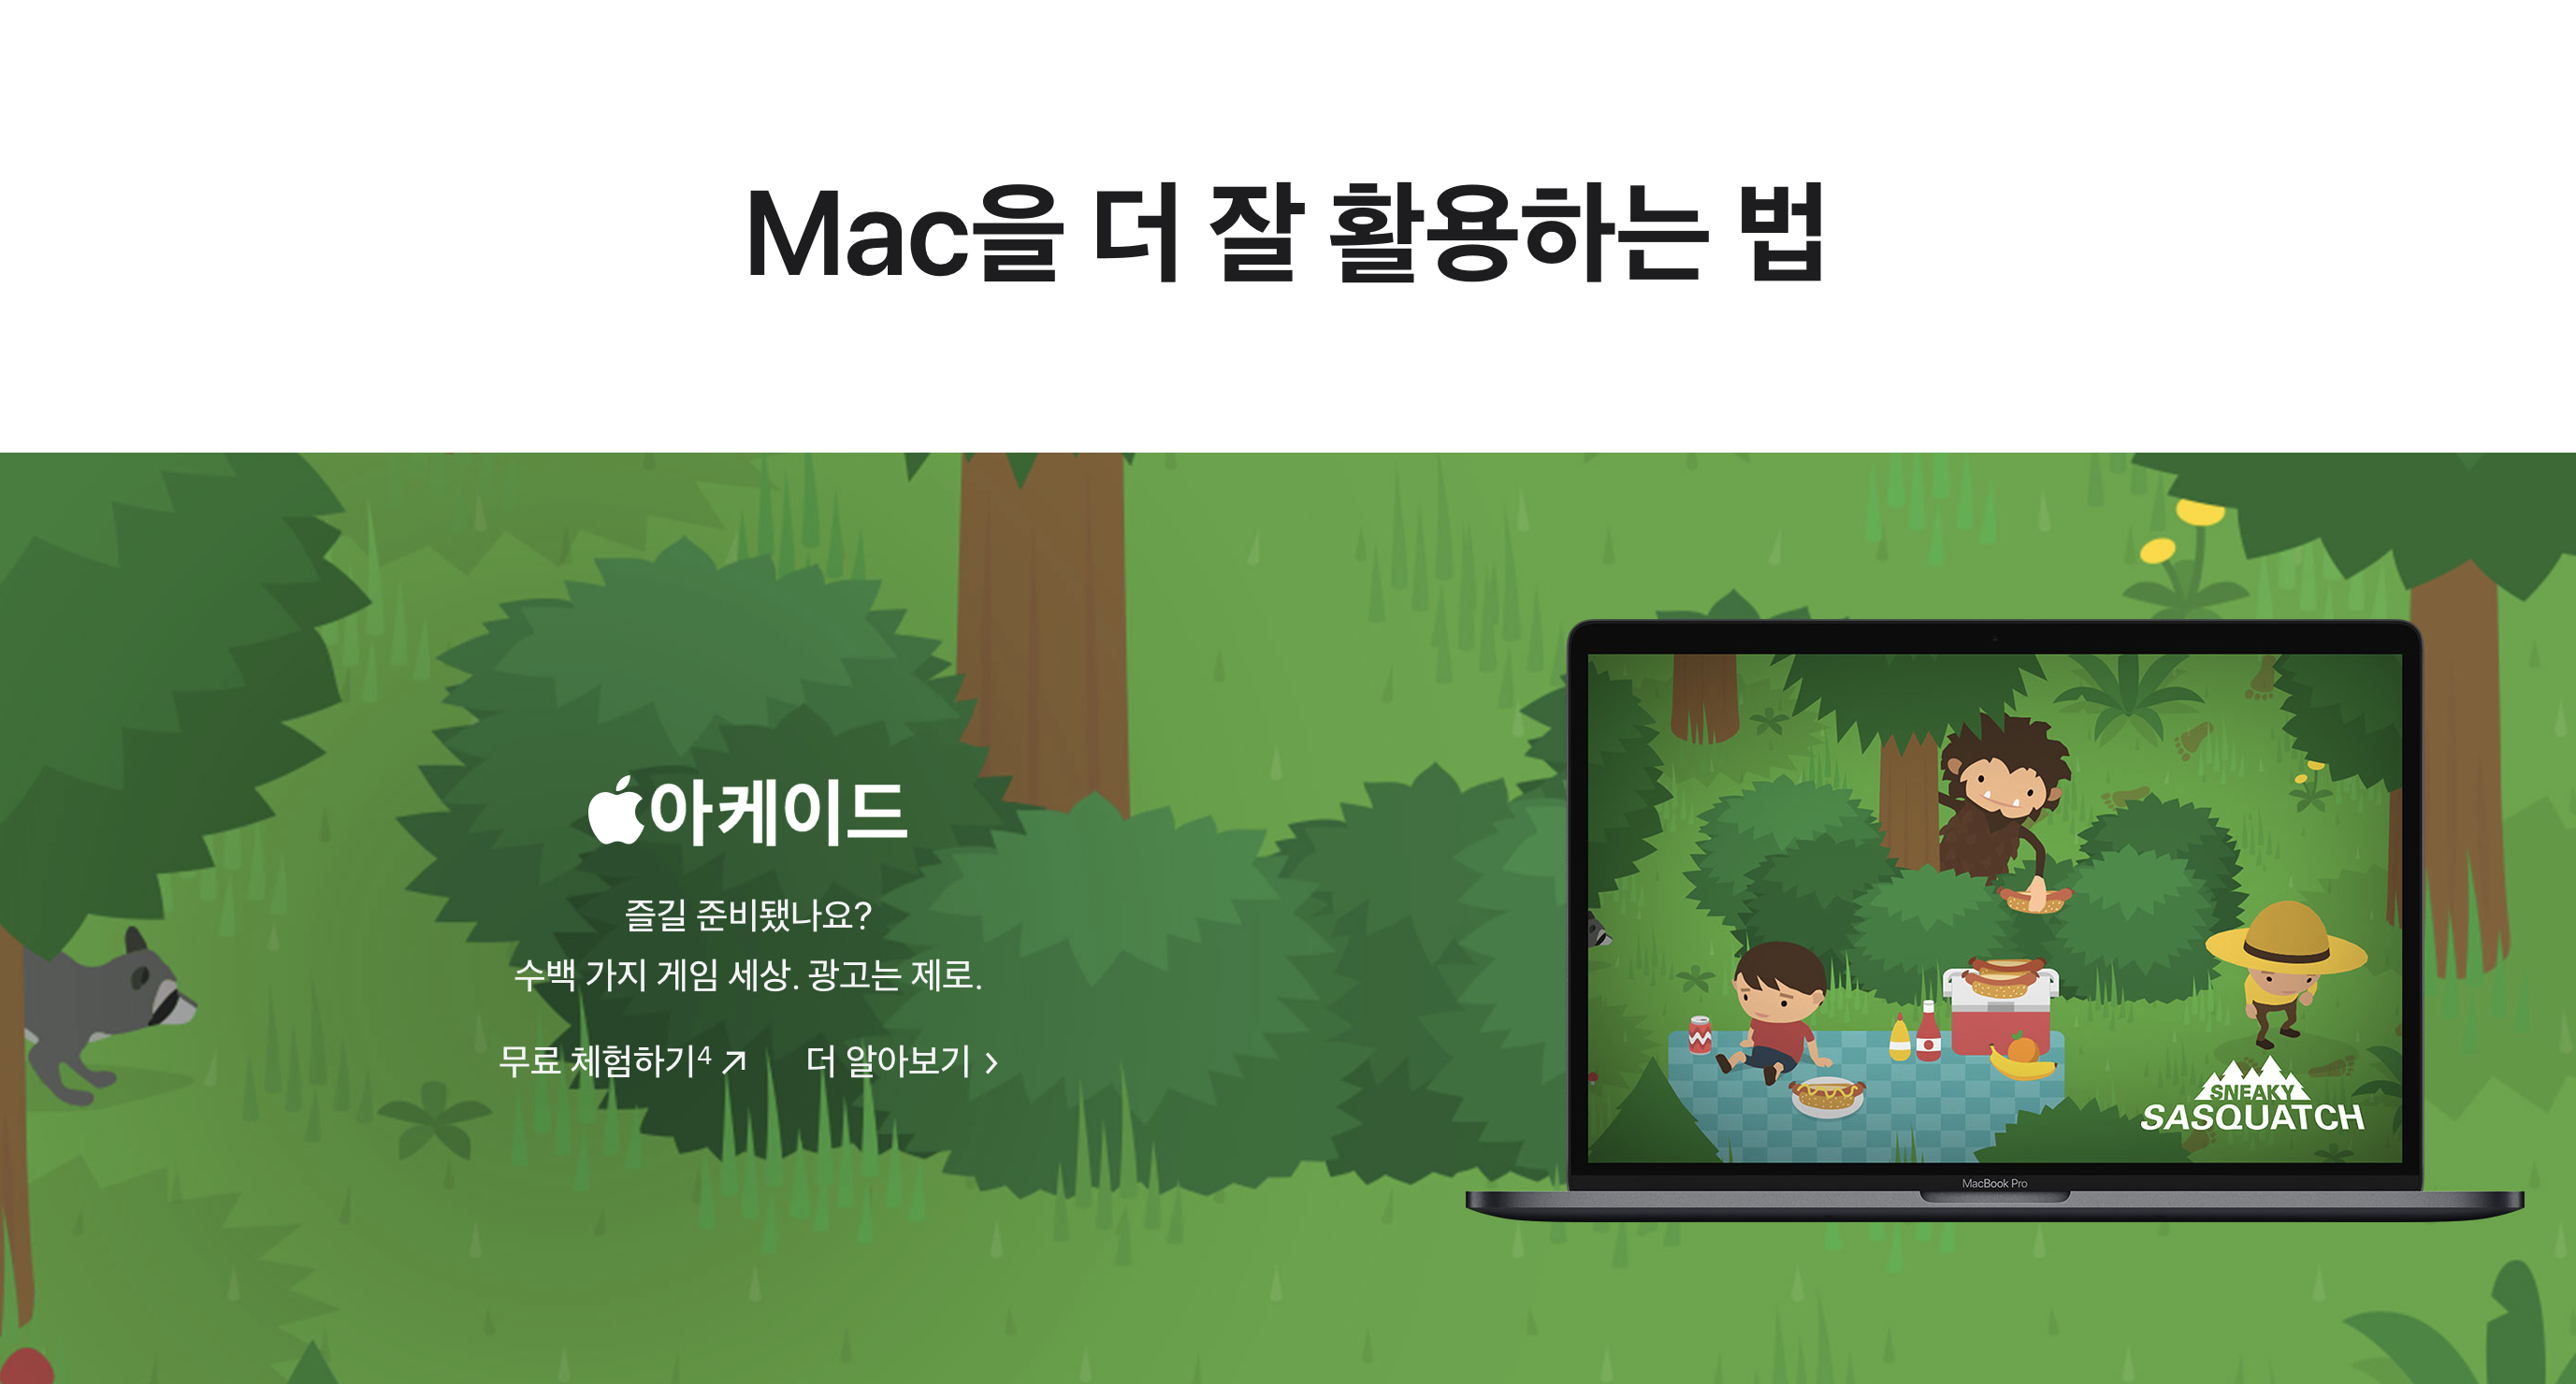 Mac을 더 잘 활용하는 법
아케이드
즐길 준비됐나요?
수백 가지 게임 세상. 광고는 제로.
무료 체험하기4 더 알아보기
SNEAKY
SASQUATCH
MacBook Pro